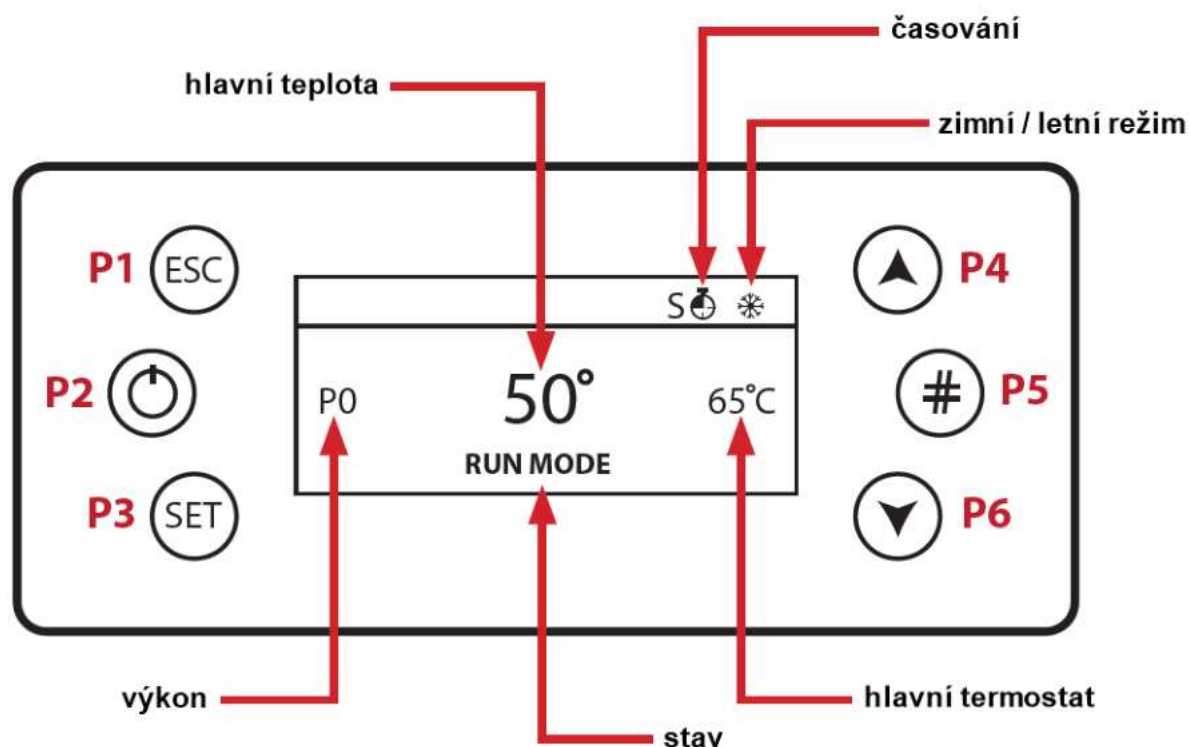 časování
hlavní teplota
zimní / letní režim
P1 ESC
P4
S
P2
P0
50°
65°C
#
P5
RUN MODE
P3 SET
P6
výkon
hlavní termostat
stav